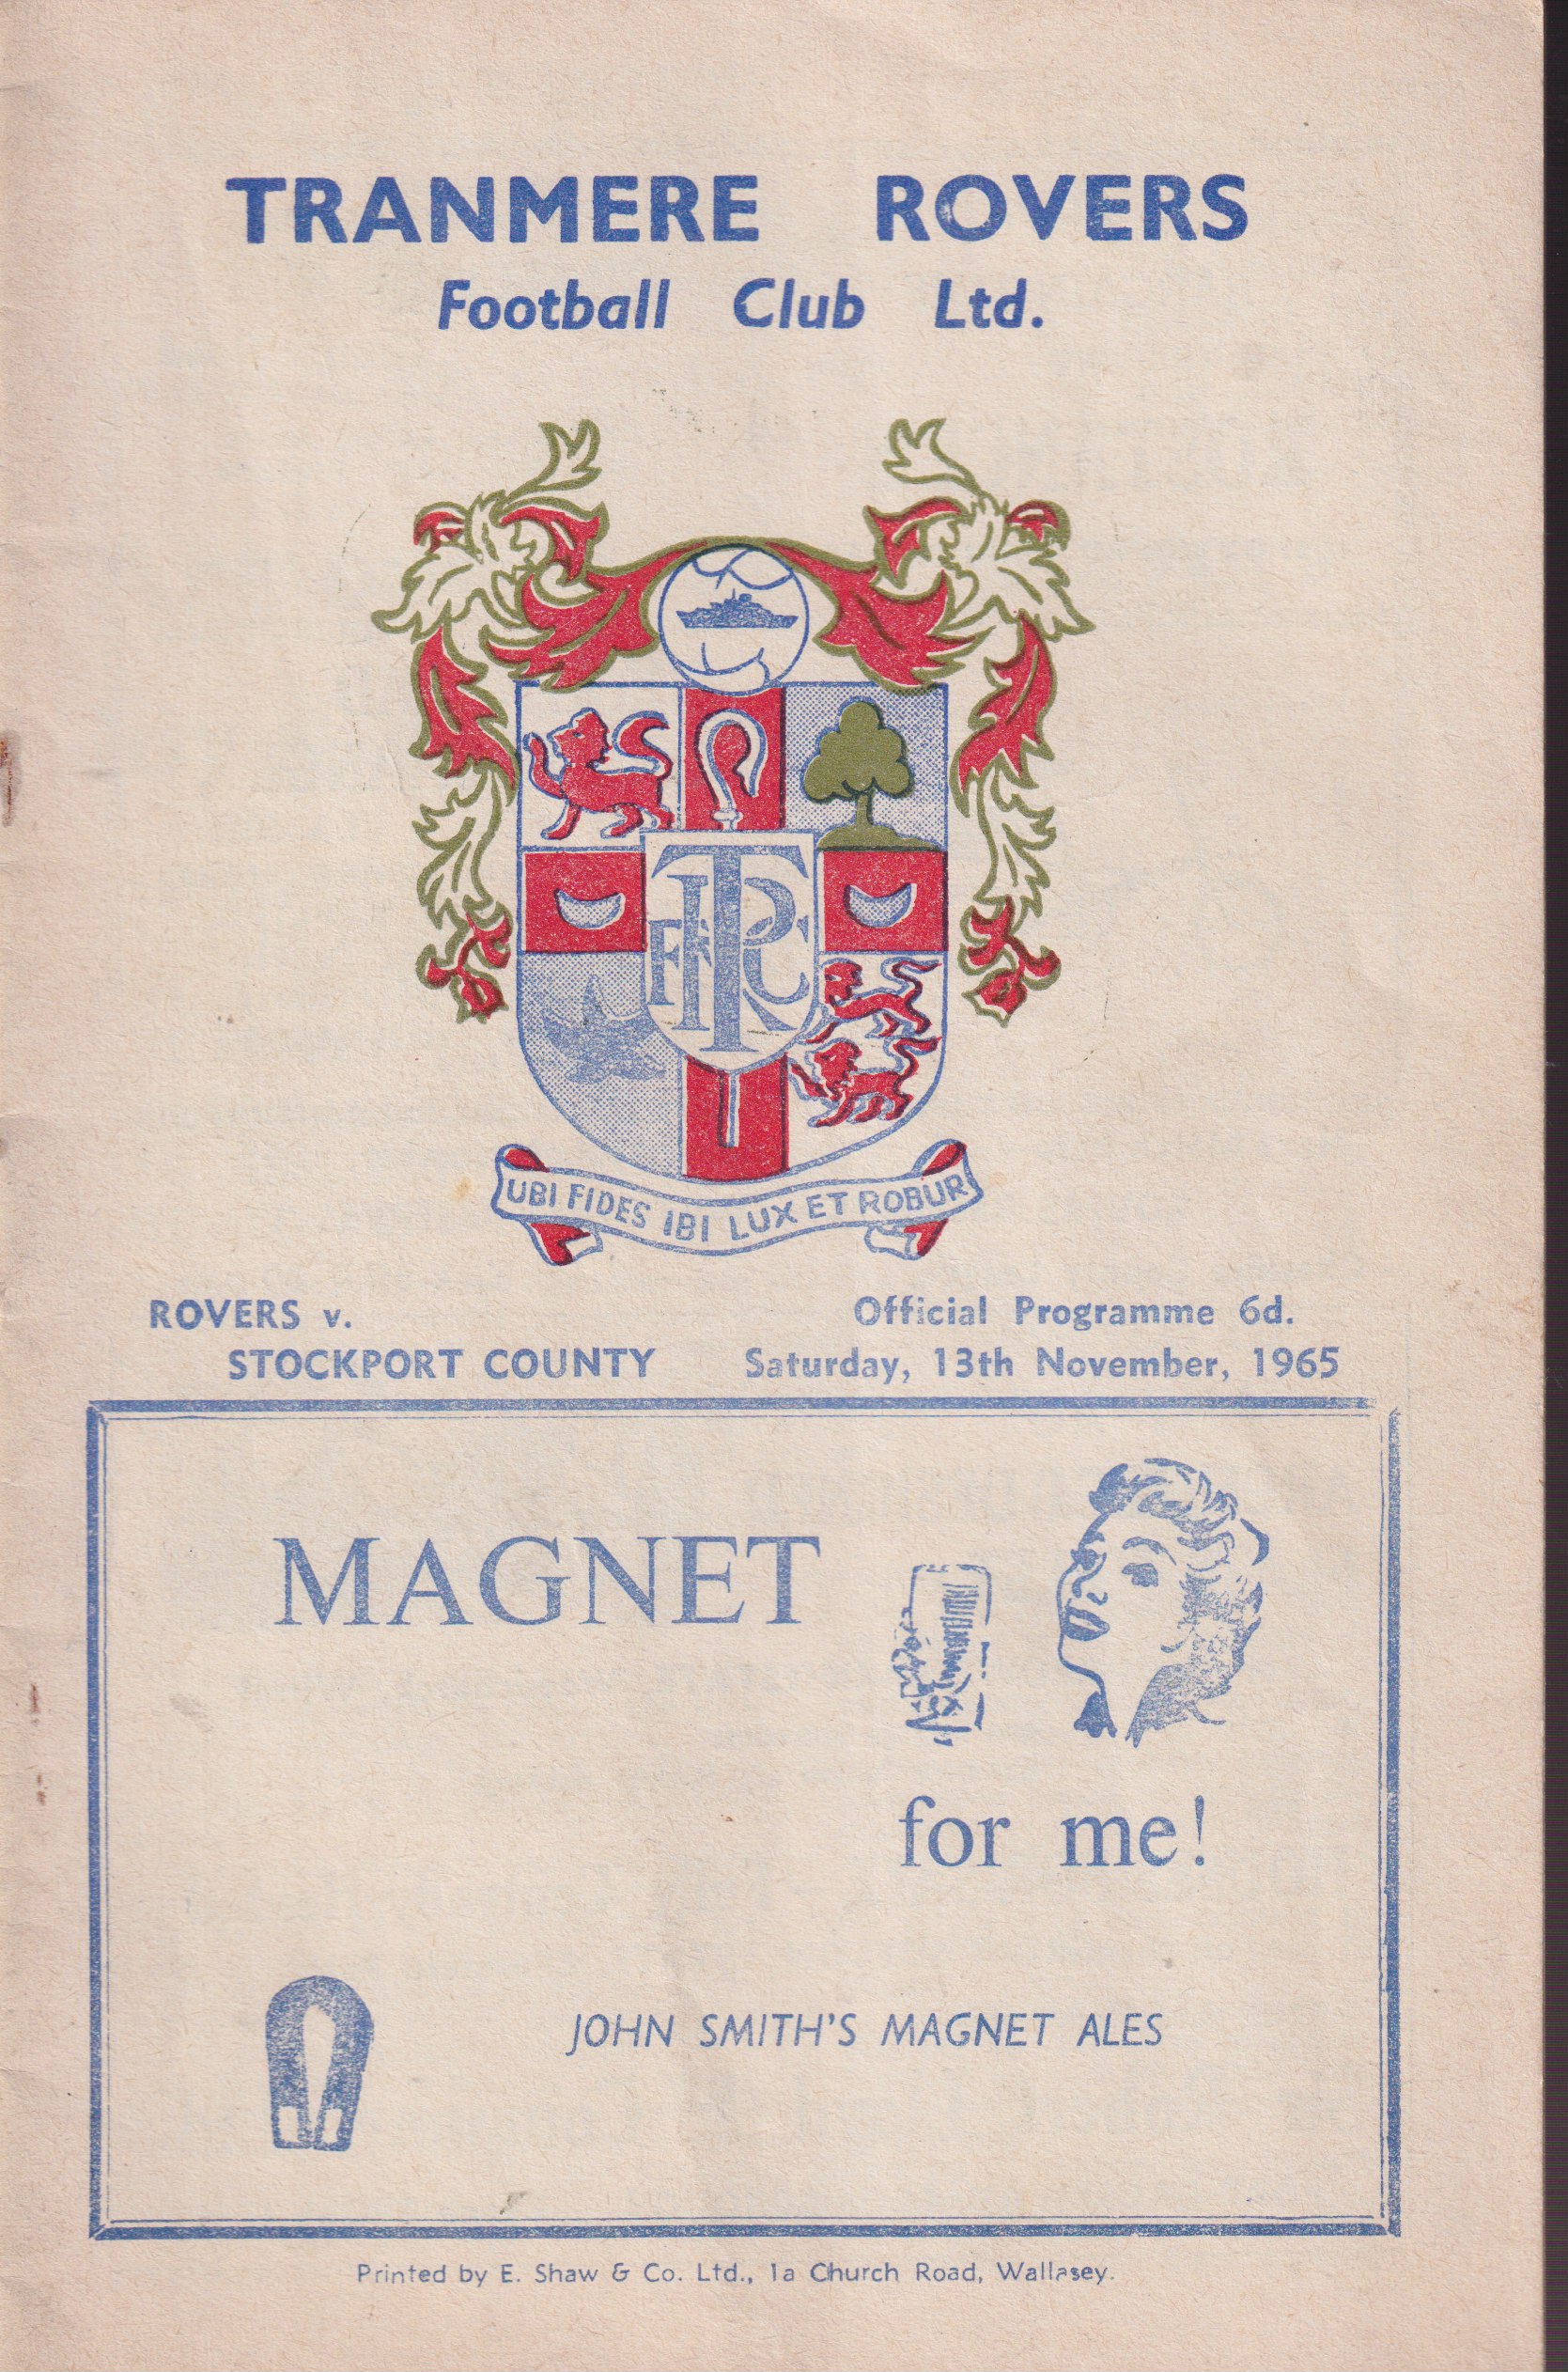 TRANMERE ROVERS
Football Club Ltd.
TRFC
UBI FIDES IBI LUX ET ROBUR
ROVERS v.
STOCKPORT COUNTY
Official Programme 6d.
Saturday, 13th November, 1965
MAGNET
for me!
JOHN SMITH'S MAGNET ALES
Printed by E. Shaw & Co. Ltd., 1a Church Road, Wallasey.